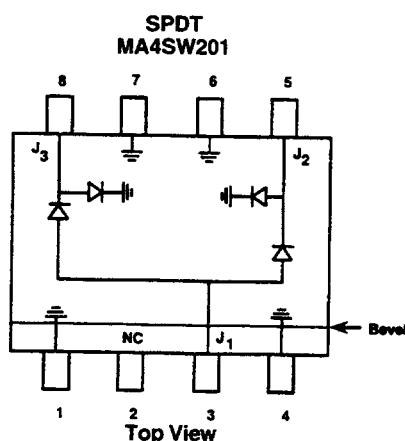 SPDT
MA4SW201
8 7 6 5
J3 J2
NC J1
Bevel
1 2 3 4
Top View